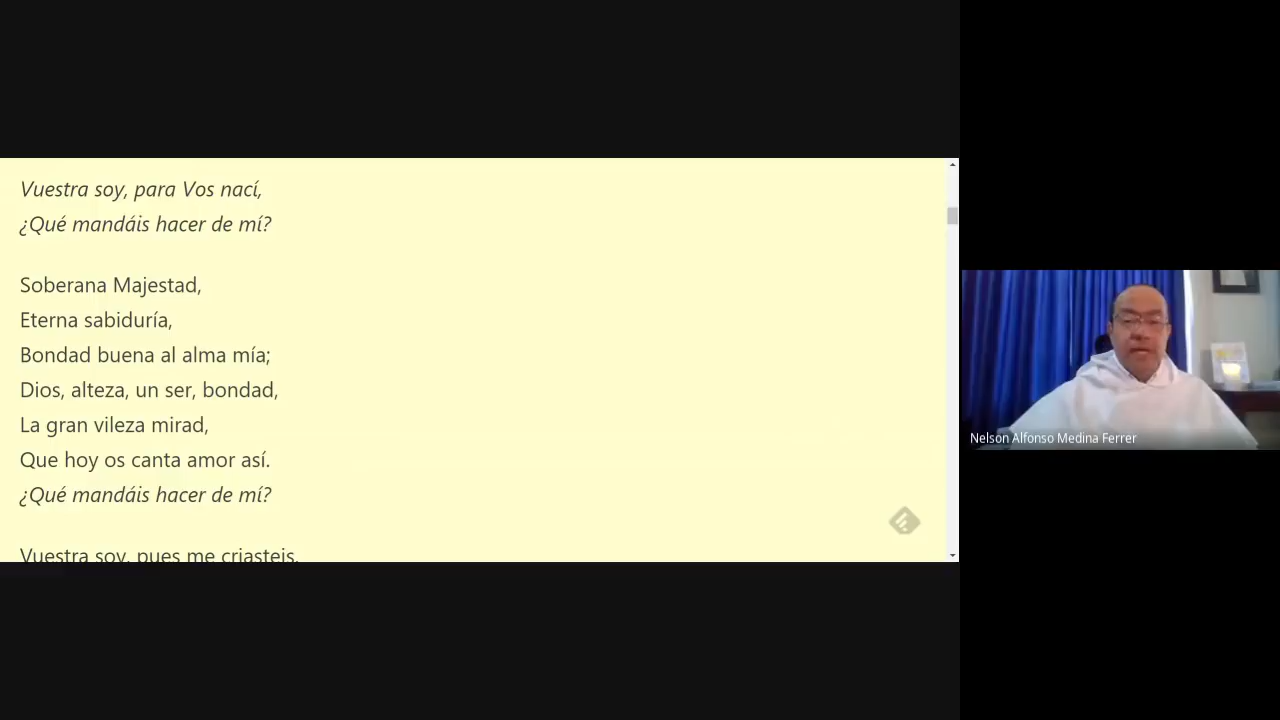 Vuestra soy, para Vos nací,
¿Qué mandáis hacer de mí?
Soberana Majestad,
Eterna sabiduría,
Bondad buena al alma mía;
Dios, alteza, un ser, bondad,
La gran vileza mirad,
Que hoy os canta amor así.
¿Qué mandáis hacer de mí?
Vuestra soy, pues me criasteis,
Nelson Alfonso Medina Ferrer